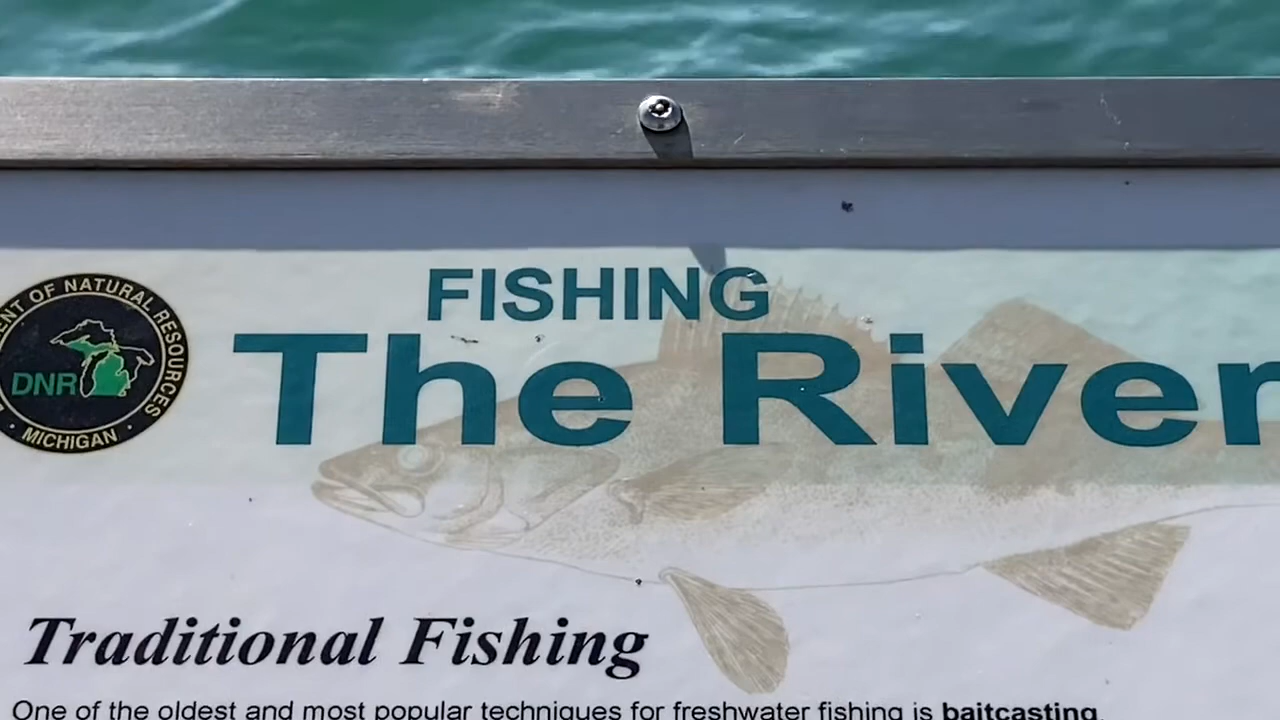 FISHING
The River
ENT OF NATURAL RESOURCES
DNR
MICHIGAN
Traditional Fishing
One of the oldest and most popular techniques for freshwater fishing is baitcasting